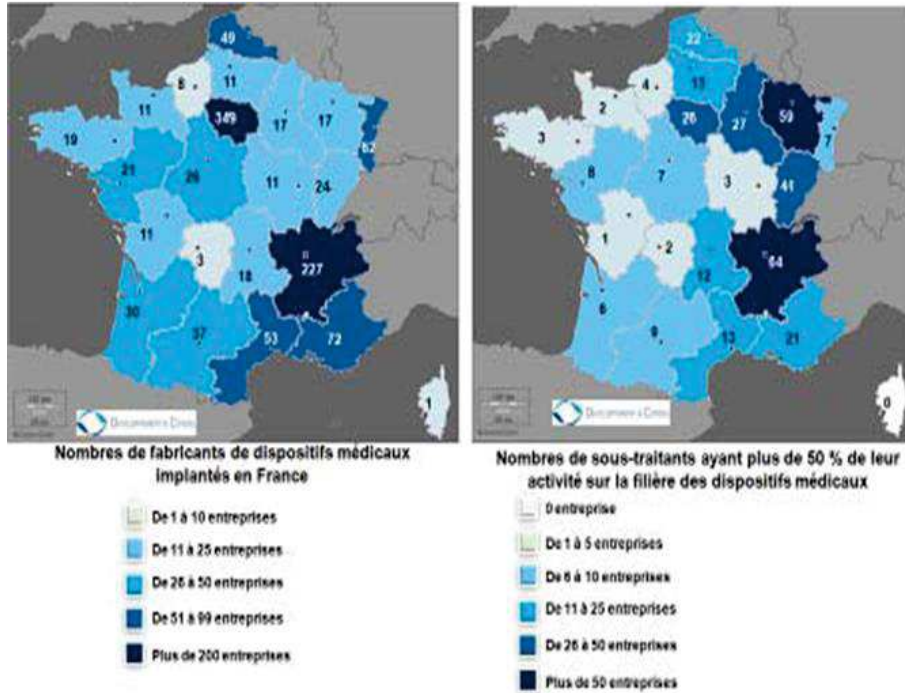 49
8
11
11
349
17
17
62
19
21
26
11
24
11
3
18
227
30
37
53
72
1
22
4
13
2
26
27
59
7
3
8
7
3
41
1
2
12
64
6
9
13
21
0
Nombres de fabricants de dispositifs médicaux
implantés en France
De 1 à 10 entreprises
De 11 à 25 entreprises
De 26 à 50 entreprises
De 51 à 99 entreprises
Plus de 200 entreprises
Nombres de sous-traitants ayant plus de 50 % de leur
activité sur la filière des dispositifs médicaux
0 entreprise
De 1 à 5 entreprises
De 6 à 10 entreprises
De 11 à 25 entreprises
De 26 à 50 entreprises
Plus de 50 entreprises